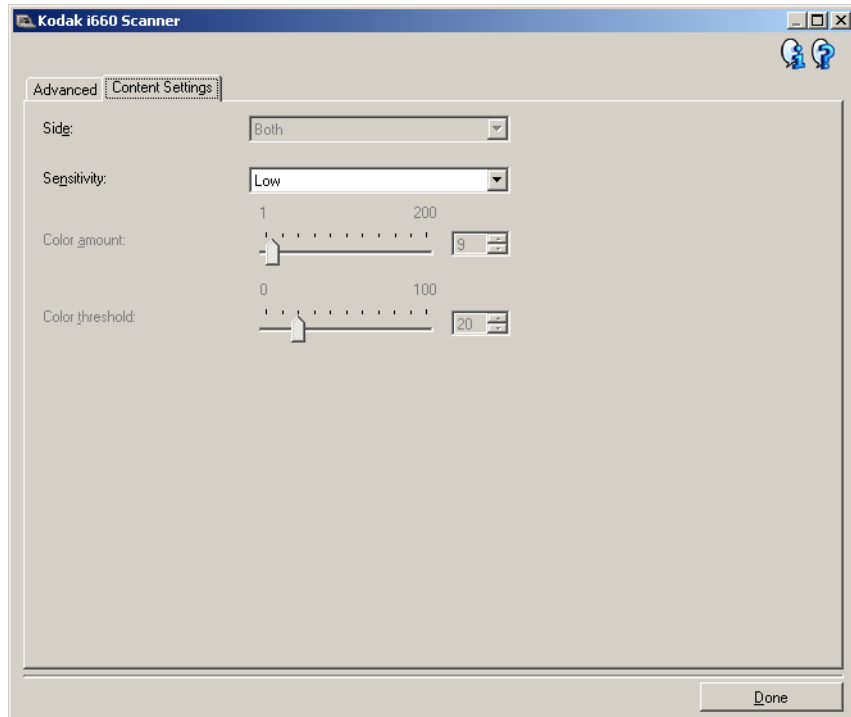 Kodak i660 Scanner
Advanced Content Settings
Side: Both
Sensitivity: Low
1 200
Color amount: 9
0 100
Color threshold: 20
Done